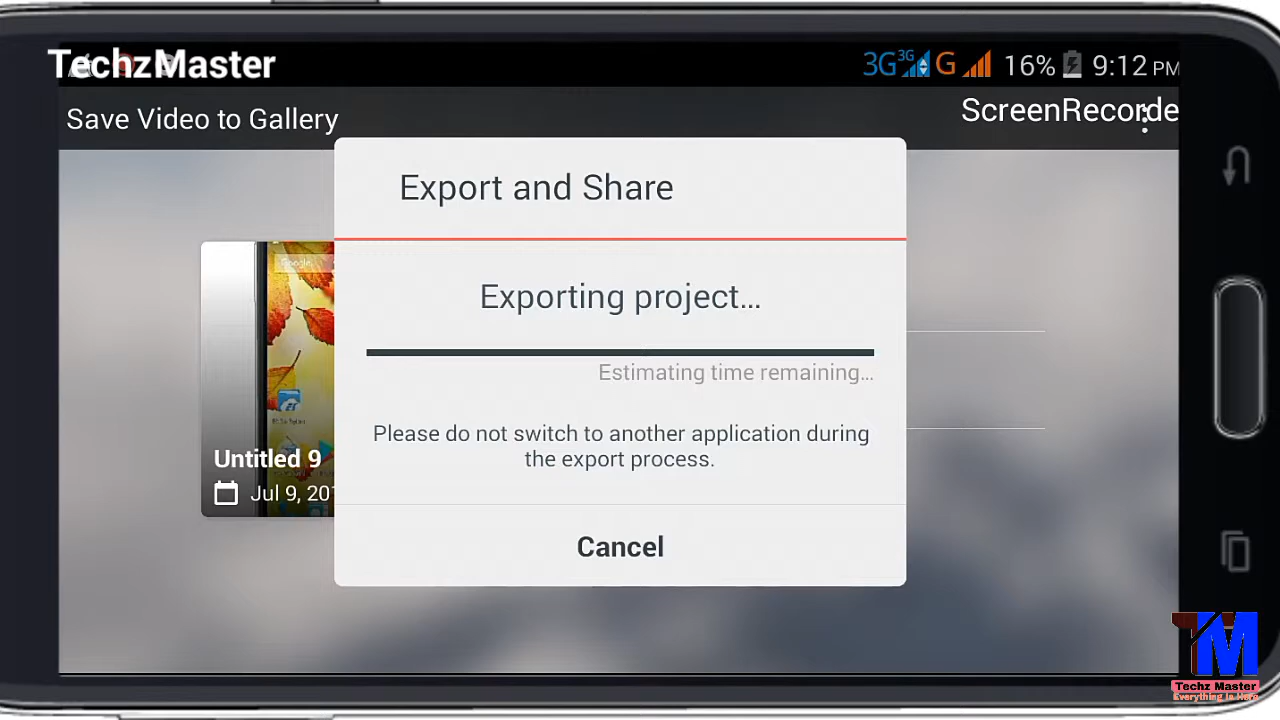 TechzMaster
3G 3G G 16% 9:12 PM
Save Video to Gallery
ScreenRecorde
Export and Share
Google
Exporting project...
Estimating time remaining...
Please do not switch to another application during
the export process.
Untitled 9
Jul 9, 201
Cancel
TM
Techz Master
Everything is Here